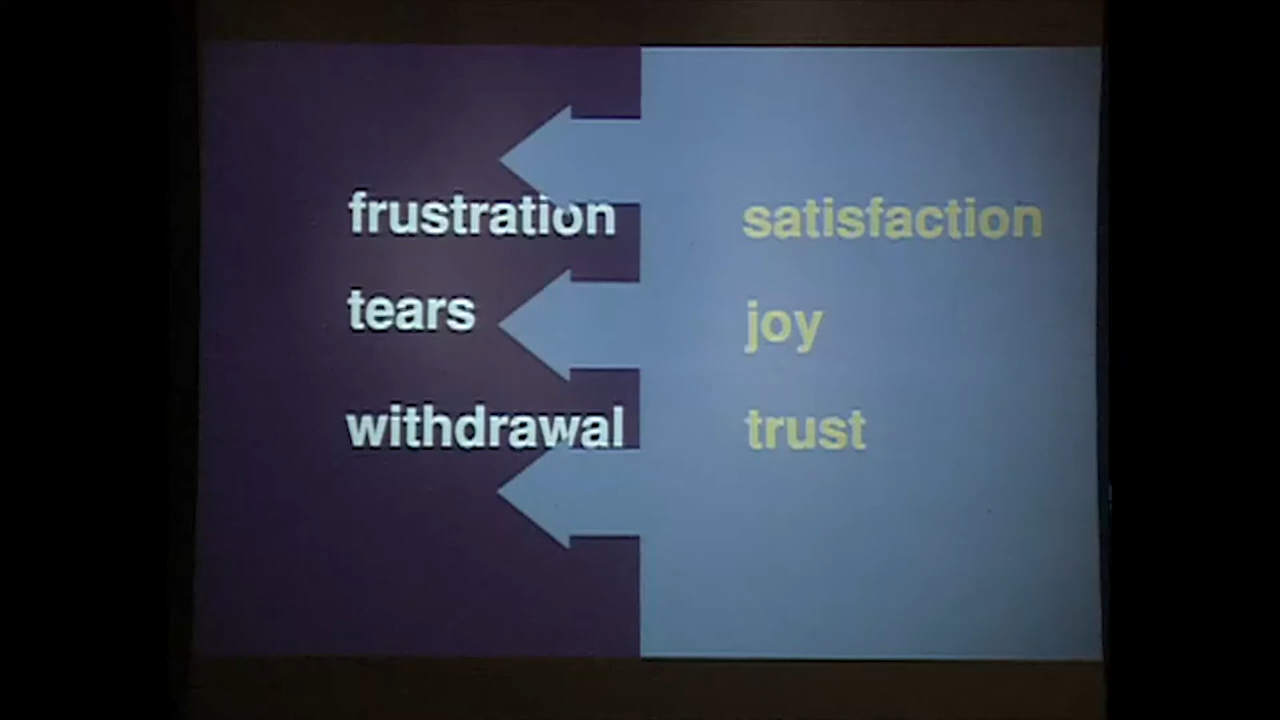 frustration
satisfaction
tears
joy
withdrawal
trust